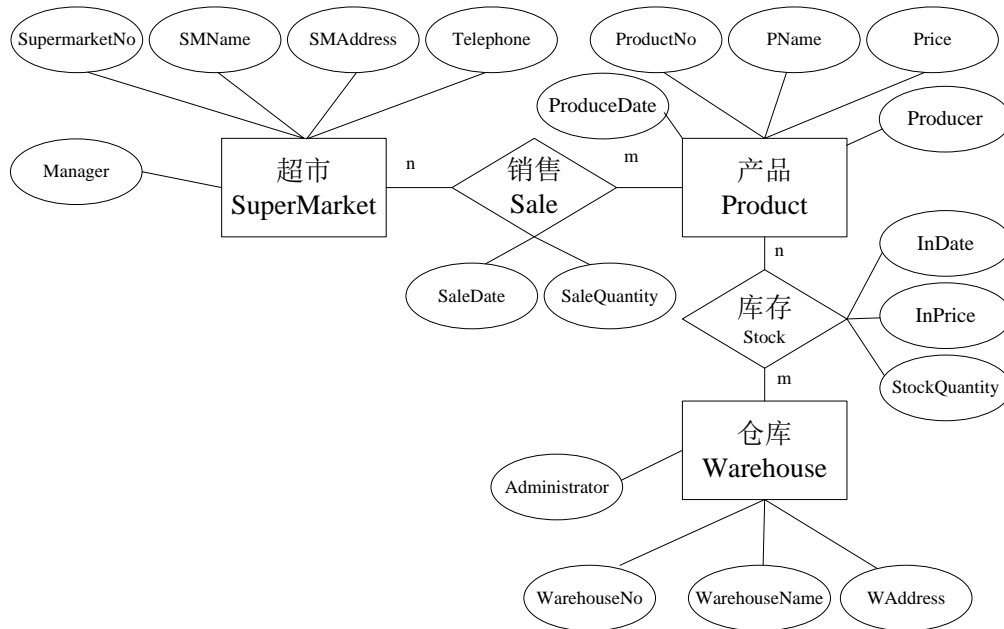 SupermarketNo
SMName
SMAddress
Telephone
ProductNo
PName
Price
ProduceDate
Producer
Manager
超市
SuperMarket
n
销售
Sale
m
产品
Product
SaleDate
SaleQuantity
n
InDate
库存
Stock
InPrice
m
StockQuantity
仓库
Warehouse
Administrator
WarehouseNo
WarehouseName
WAddress